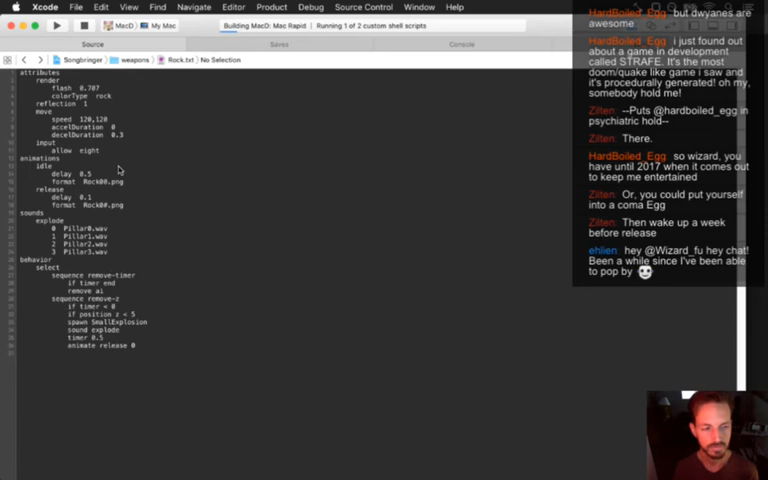 Xcode File Edit View Find Navigate Editor Product Debug Source Control Window Help
MacD My Mac
Building MacD: Mac Rapid | Running 1 of 2 custom shell scripts
Source Saves Console
Songbringer weapons Rock.txt No Selection
attributes
render
flash 0.707
colorType rock
reflection 1
move
speed 120,120
accelDuration 0
decelDuration 0.3
input
allow eight
animations
idle
delay 0.5
format Rock00.png
release
delay 0.1
format Rock0#.png
sounds
explode
0 Pillar0.wav
1 Pillar1.wav
2 Pillar2.wav
3 Pillar3.wav
behavior
select
sequence remove-timer
if timer end
remove ai
sequence remove-z
if timer < 0
if position z < 5
spawn SmallExplosion
sound explode
timer 0.5
animate release 0
HardBoiled_Egg but dwyanes are
awesome
HardBoiled_Egg i just found out
about a game in development
called STRAFE. It's the most
doom/quake like game i saw and
it's procedurally generated! oh my,
somebody hold me!
Zilten: --Puts @hardboiled_egg in
psychiatric hold--
Zilten: There.
HardBoiled_Egg so wizard, you
have until 2017 when it comes out
to keep me entertained
Zilten: Or, you could put yourself
into a coma Egg
Zilten: Then wake up a week
before release
ehlien: hey @Wizard_fu hey chat!
Been a while since I've been able
to pop by